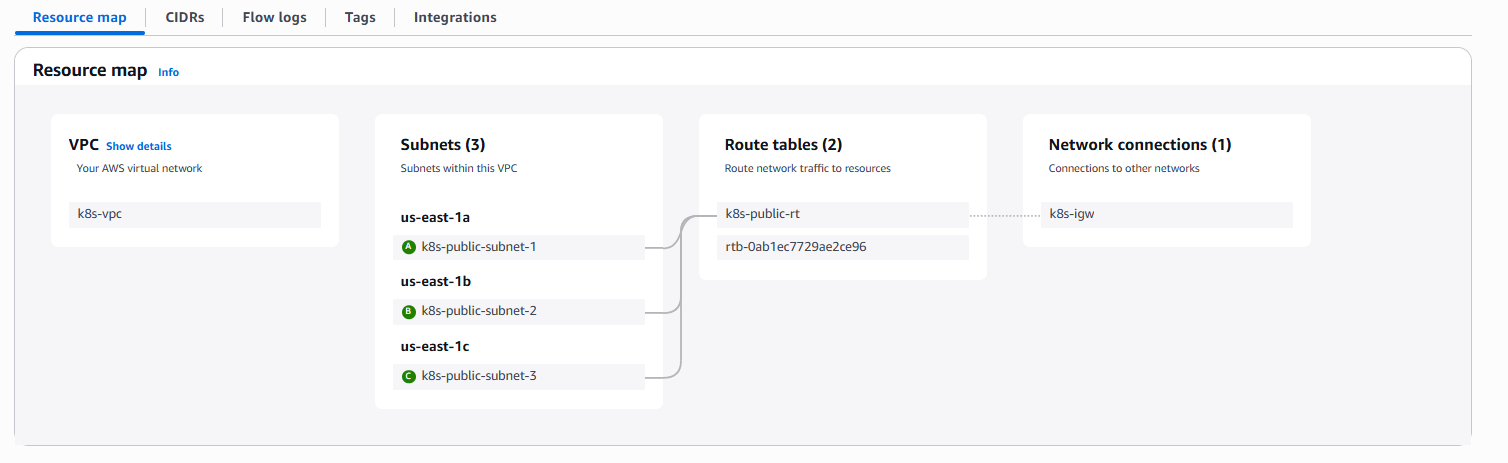 Resource map
CIDRs
Flow logs
Tags
Integrations
Resource map Info
VPC Show details
Your AWS virtual network
k8s-vpc
Subnets (3)
Subnets within this VPC
us-east-1a
A k8s-public-subnet-1
us-east-1b
B k8s-public-subnet-2
us-east-1c
C k8s-public-subnet-3
Route tables (2)
Route network traffic to resources
k8s-public-rt
rtb-0ab1ec7729ae2ce96
Network connections (1)
Connections to other networks
k8s-igw